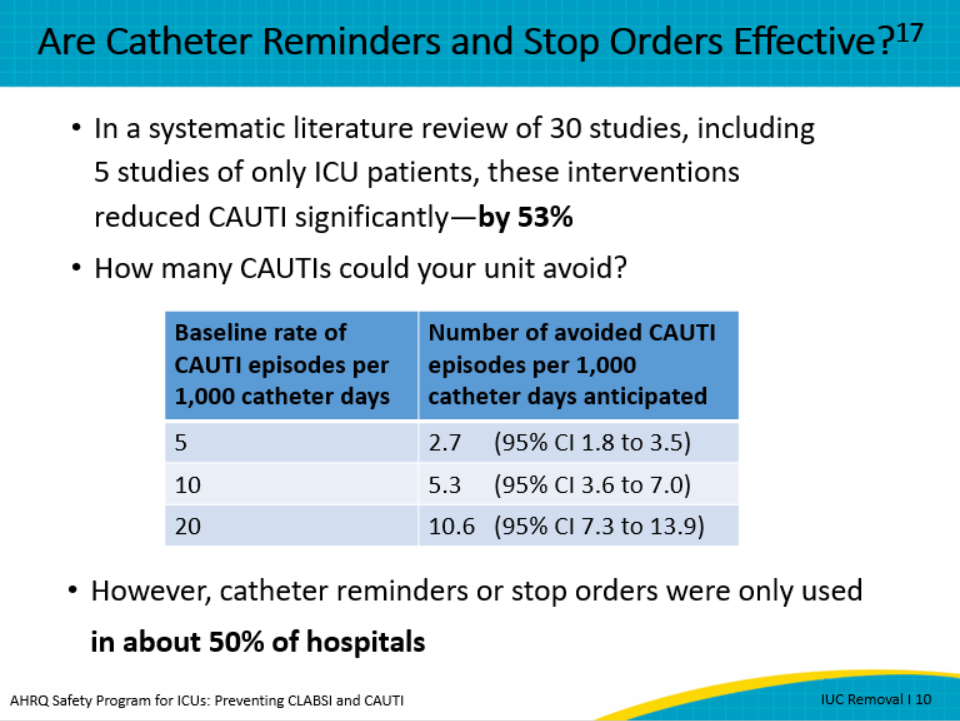 Are Catheter Reminders and Stop Orders Effective?17
• In a systematic literature review of 30 studies, including
5 studies of only ICU patients, these interventions
reduced CAUTI significantly—by 53%
• How many CAUTIs could your unit avoid?
Baseline rate of
CAUTI episodes per
1,000 catheter days
Number of avoided CAUTI
episodes per 1,000
catheter days anticipated
5 2.7 (95% CI 1.8 to 3.5)
10 5.3 (95% CI 3.6 to 7.0)
20 10.6 (95% CI 7.3 to 13.9)
• However, catheter reminders or stop orders were only used
in about 50% of hospitals
AHRQ Safety Program for ICUs: Preventing CLABSI and CAUTI
IUC Removal I 10